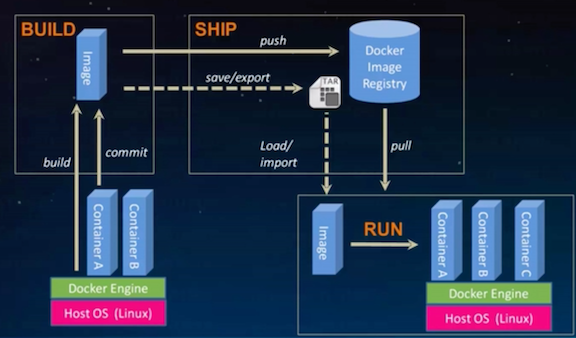 BUILD
Image
build
commit
Container A
Container B
Docker Engine
Host OS (Linux)
SHIP
push
save/export
TAR
Docker
Image
Registry
Load/
import
pull
Image
RUN
Container A
Container B
Container C
Docker Engine
Host OS (Linux)